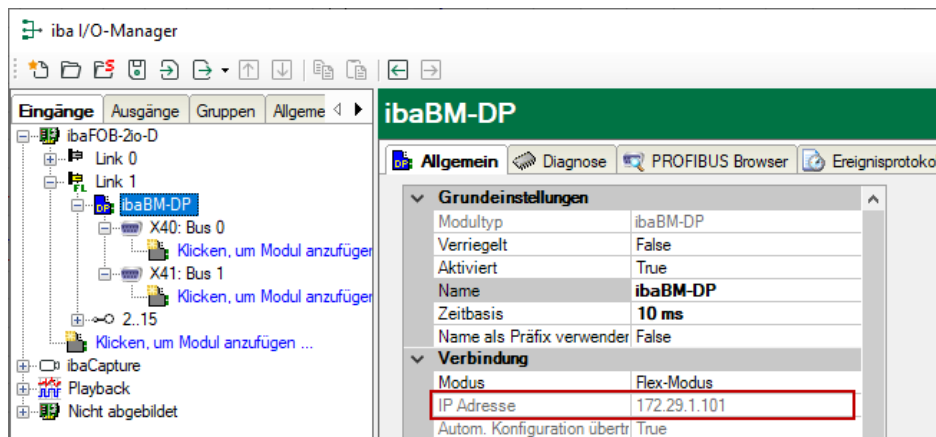 iba I/O-Manager
Eingänge Ausgänge Gruppen Allgeme
ibaFOB-2io-D
Link 0
Link 1
ibaBM-DP
X40: Bus 0
Klicken, um Modul anzufügen
X41: Bus 1
Klicken, um Modul anzufügen
2..15
Klicken, um Modul anzufügen ...
ibaCapture
Playback
Nicht abgebildet
ibaBM-DP
Allgemein Diagnose PROFIBUS Browser Ereignisprotoko
Grundeinstellungen
Modultyp ibaBM-DP
Verriegelt False
Aktiviert True
Name ibaBM-DP
Zeitbasis 10 ms
Name als Präfix verwender False
Verbindung
Modus Flex-Modus
IP Adresse 172.29.1.101
Autom. Konfiguration übertr True